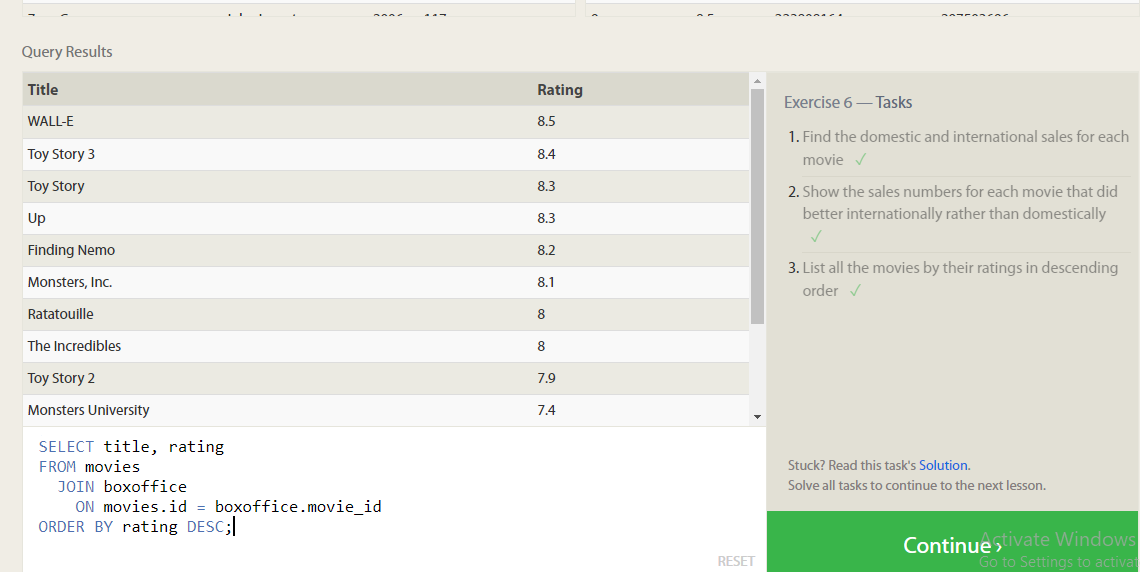 Query Results
Title Rating
WALL-E 8.5
Toy Story 3 8.4
Toy Story 8.3
Up 8.3
Finding Nemo 8.2
Monsters, Inc. 8.1
Ratatouille 8
The Incredibles 8
Toy Story 2 7.9
Monsters University 7.4
SELECT title, rating
FROM movies
JOIN boxoffice
ON movies.id = boxoffice.movie_id
ORDER BY rating DESC;
RESET
Exercise 6 — Tasks
1. Find the domestic and international sales for each
movie ✓
2. Show the sales numbers for each movie that did
better internationally rather than domestically
✓
3. List all the movies by their ratings in descending
order ✓
Stuck? Read this task's Solution.
Solve all tasks to continue to the next lesson.
Continue ›
Activate Windows
Go to Settings to activat